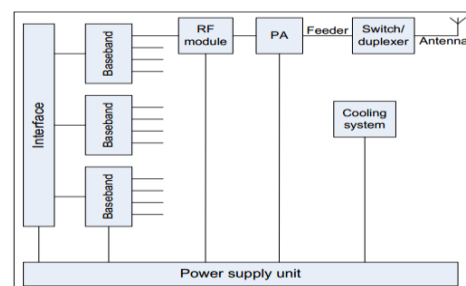 Interface
Baseband
Baseband
Baseband
RF
module
PA
Feeder
Switch/
duplexer
Antenna
Cooling
system
Power supply unit